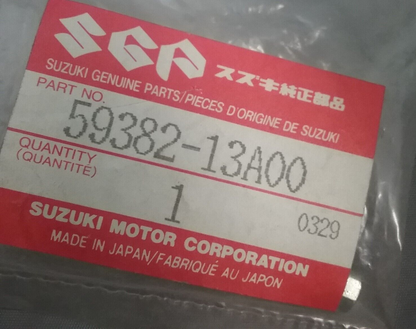 SGP スズキ純正部品
SUZUKI GENUINE PARTS/PIECES D'ORIGINE DE SUZUKI
PART NO.
59382-13A00
QUANTITY
(QUANTITÉ)
1
0329
SUZUKI MOTOR CORPORATION
MADE IN JAPAN/FABRIQUÉ AU JAPON